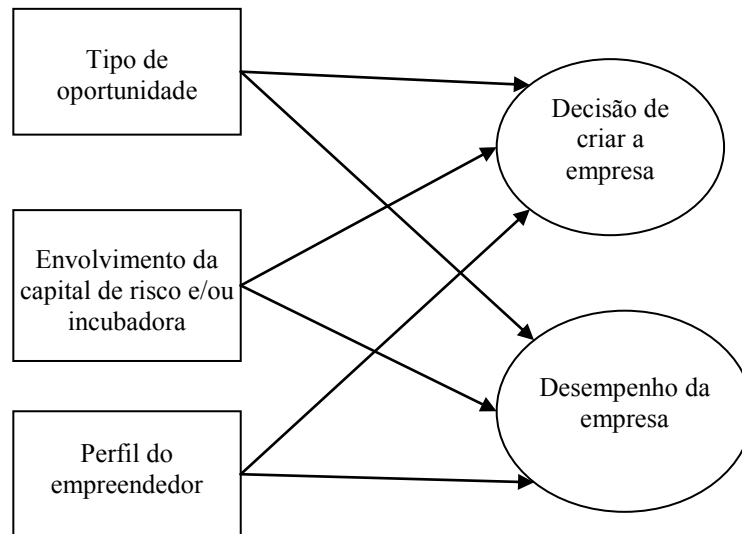 Tipo de
oportunidade
Decisão de
criar a
empresa
Envolvimento da
capital de risco e/ou
incubadora
Desempenho da
empresa
Perfil do
empreendedor